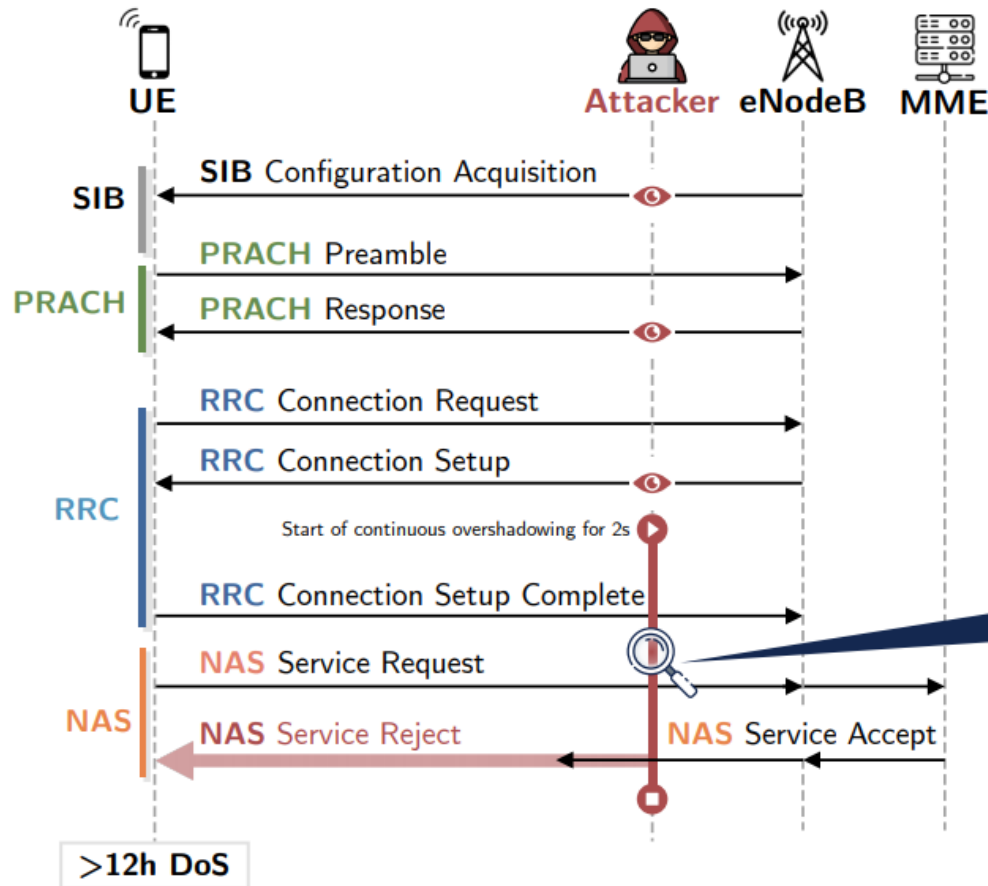 UE
Attacker
eNodeB
MME
SIB
SIB Configuration Acquisition
PRACH
PRACH Preamble
PRACH Response
RRC
RRC Connection Request
RRC Connection Setup
Start of continuous overshadowing for 2s
RRC Connection Setup Complete
NAS
NAS Service Request
NAS Service Reject
NAS Service Accept
>12h DoS